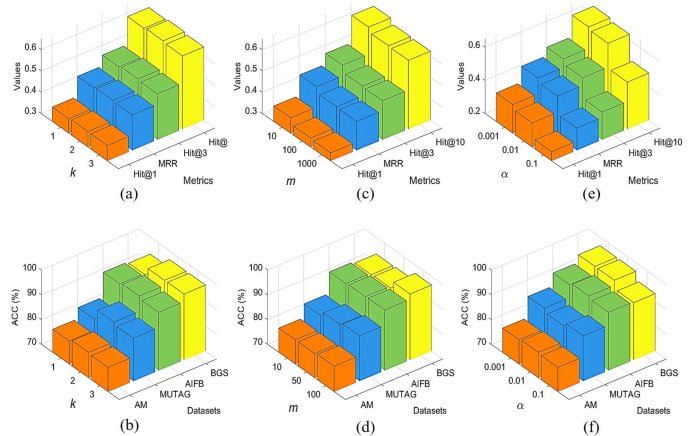 0.6
0.5
0.4
0.3
Values
1
2
3
k
Hit@1
MRR
Hit@3
Hit@
Metrics
(a)
0.6
0.5
0.4
0.3
Values
10
100
1000
m
Hit@1
MRR
Hit@3
Hit@10
Metrics
(c)
0.6
0.4
0.2
Values
0.001
0.01
0.1
α
Hit@1
MRR
Hit@3
Hit@10
Metrics
(e)
100
90
80
70
ACC (%)
1
2
3
k
AM
MUTAG
AIFB
BGS
Datasets
(b)
100
90
80
70
ACC (%)
10
50
100
m
AM
MUTAG
AIFB
BGS
Datasets
(d)
100
90
80
70
ACC (%)
0.001
0.01
0.1
α
AM
MUTAG
AIFB
BGS
Datasets
(f)